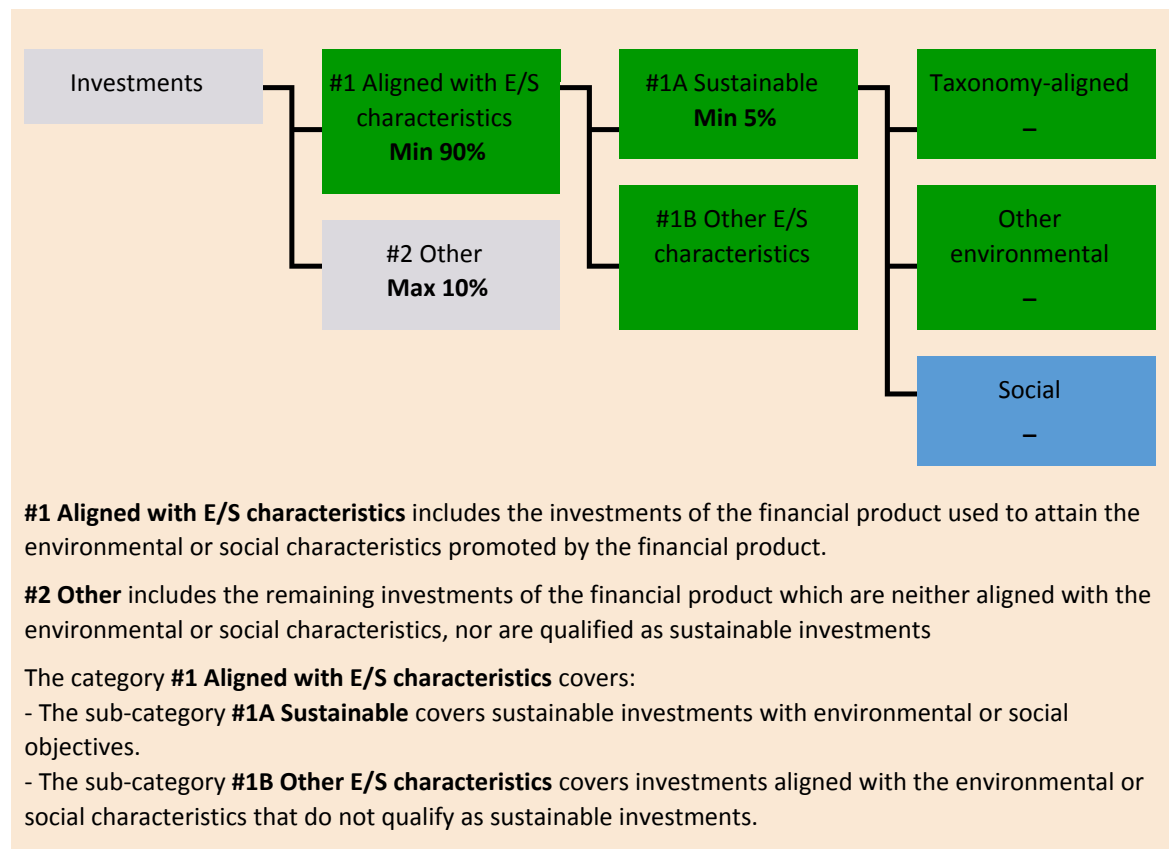 Investments
#1 Aligned with E/S
characteristics
Min 90%
#2 Other
Max 10%
#1A Sustainable
Min 5%
#1B Other E/S
characteristics
Taxonomy-aligned
–
Other
environmental
–
Social
–
#1 Aligned with E/S characteristics includes the investments of the financial product used to attain the
environmental or social characteristics promoted by the financial product.
#2 Other includes the remaining investments of the financial product which are neither aligned with the
environmental or social characteristics, nor are qualified as sustainable investments
The category #1 Aligned with E/S characteristics covers:
- The sub-category #1A Sustainable covers sustainable investments with environmental or social
objectives.
- The sub-category #1B Other E/S characteristics covers investments aligned with the environmental or
social characteristics that do not qualify as sustainable investments.